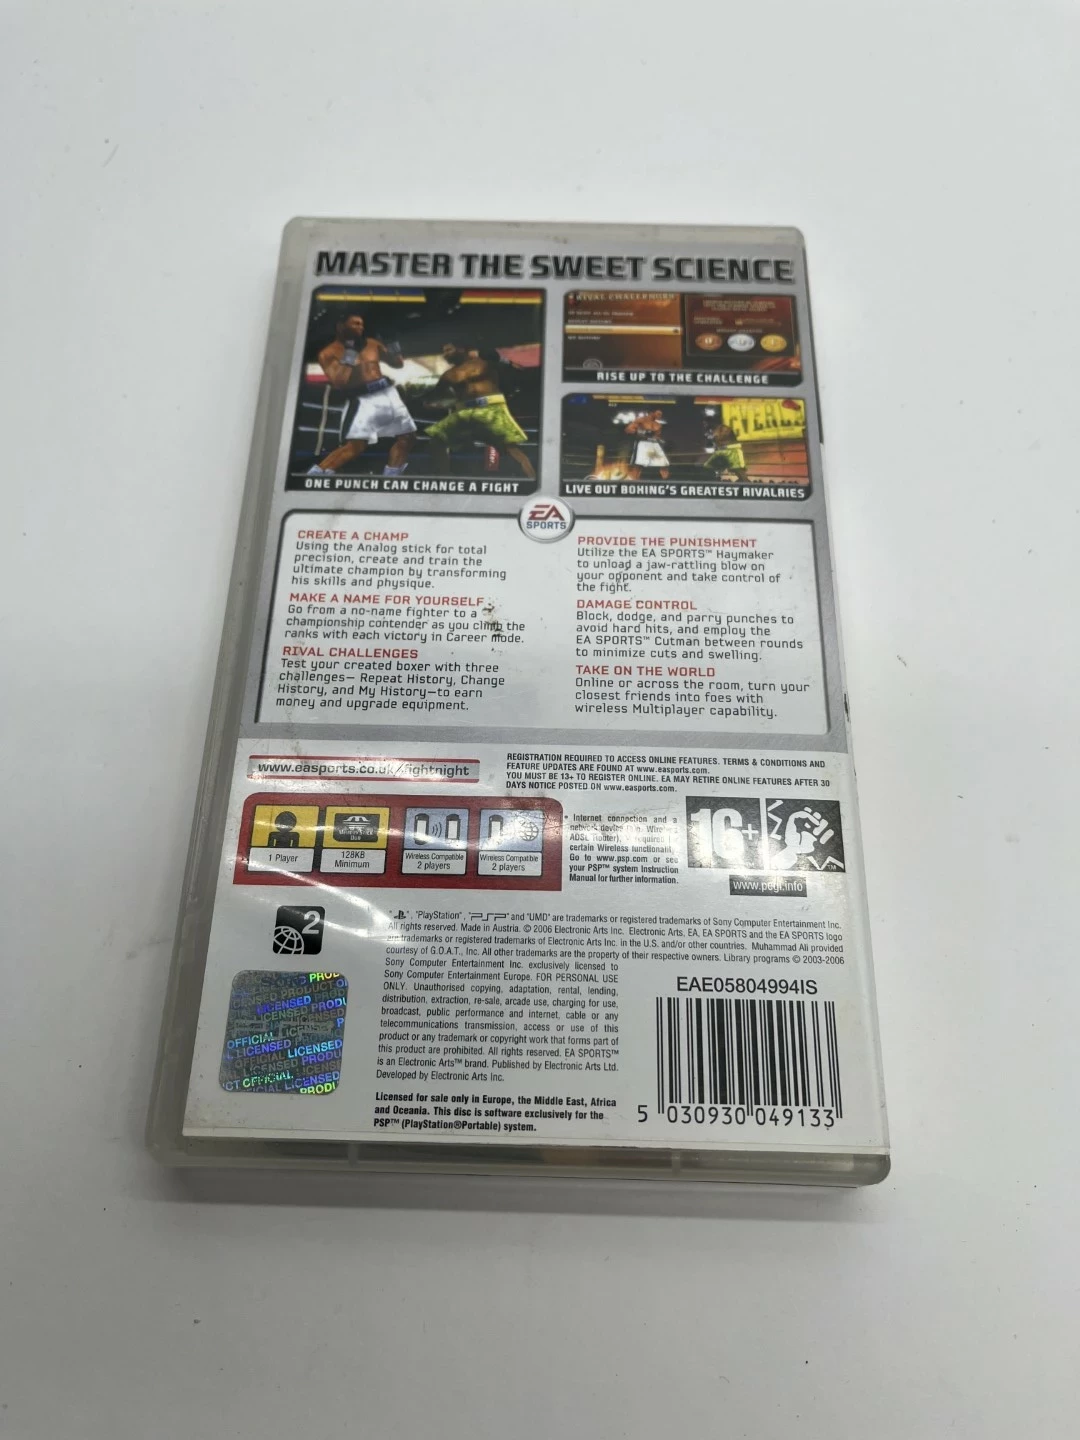 MASTER THE SWEET SCIENCE
RIVAL CHALLENGES
RISE UP TO THE CHALLENGE
EVERL
ONE PUNCH CAN CHANGE A FIGHT
LIVE OUT BOXING'S GREATEST RIVALRIES
EA
SPORTS
CREATE A CHAMP
Using the Analog stick for total
precision, create and train the
ultimate champion by transforming
his skills and physique.
MAKE A NAME FOR YOURSELF
Go from a no-name fighter to a
championship contender as you climb the
ranks with each victory in Career mode.
RIVAL CHALLENGES
Test your created boxer with three
challenges— Repeat History, Change
History, and My History—to earn
money and upgrade equipment.
PROVIDE THE PUNISHMENT
Utilize the EA SPORTS™ Haymaker
to unload a jaw-rattling blow on
your opponent and take control of
the fight.
DAMAGE CONTROL
Block, dodge, and parry punches to
avoid hard hits, and employ the
EA SPORTS™ Cutman between rounds
to minimize cuts and swelling.
TAKE ON THE WORLD
Online or across the room, turn your
closest friends into foes with
wireless Multiplayer capability.
www.easports.co.uk/fightnight
REGISTRATION REQUIRED TO ACCESS ONLINE FEATURES. TERMS & CONDITIONS AND
FEATURE UPDATES ARE FOUND AT www.easports.com.
YOU MUST BE 13+ TO REGISTER ONLINE. EA MAY RETIRE ONLINE FEATURES AFTER 30
DAYS NOTICE POSTED ON www.easports.com.
1 Player
128KB
Minimum
Wireless Compatible
2 players
Wireless Compatible
2 players
* Internet connection and a
network device (e.g. Wireless
ADSL Router), is required for
certain Wireless functionality.
Go to www.psp.com or see
your PSP™ system Instruction
Manual for further information.
16+
www.pegi.info
2
"PlayStation", "PSP" and "UMD" are trademarks or registered trademarks of Sony Computer Entertainment Inc.
All rights reserved. Made in Austria. © 2006 Electronic Arts Inc. Electronic Arts, EA, EA SPORTS and the EA SPORTS logo
are trademarks or registered trademarks of Electronic Arts Inc. in the U.S. and/or other countries. Muhammad Ali provided
courtesy of G.O.A.T., Inc. All other trademarks are the property of their respective owners. Library programs © 2003-2006
Sony Computer Entertainment Inc. exclusively licensed to
Sony Computer Entertainment Europe. FOR PERSONAL USE
ONLY. Unauthorised copying, adaptation, rental, lending,
distribution, extraction, re-sale, arcade use, charging for use,
broadcast, public performance and internet, cable or any
telecommunications transmission, access or use of this
product or any trademark or copyright work that forms part of
this product are prohibited. All rights reserved. EA SPORTS™
is an Electronic Arts™ brand. Published by Electronic Arts Ltd.
Developed by Electronic Arts Inc.
Licensed for sale only in Europe, the Middle East, Africa
and Oceania. This disc is software exclusively for the
PSP™ (PlayStation®Portable) system.
OFFICIAL LICENSED PRODUCT
EAE05804994IS
5 030930 049133